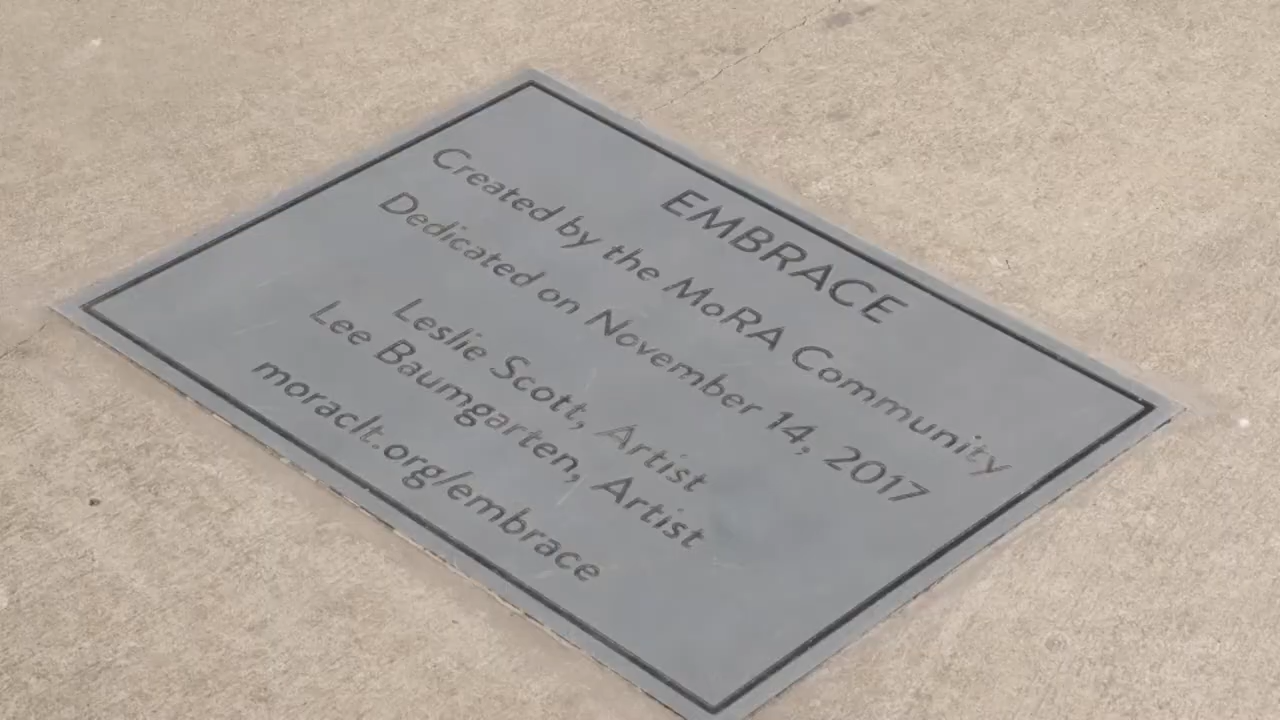 EMBRACE
Created by the MoRA Community
Dedicated on November 14, 2017
Leslie Scott, Artist
Lee Baumgarten, Artist
moraclt.org/embrace